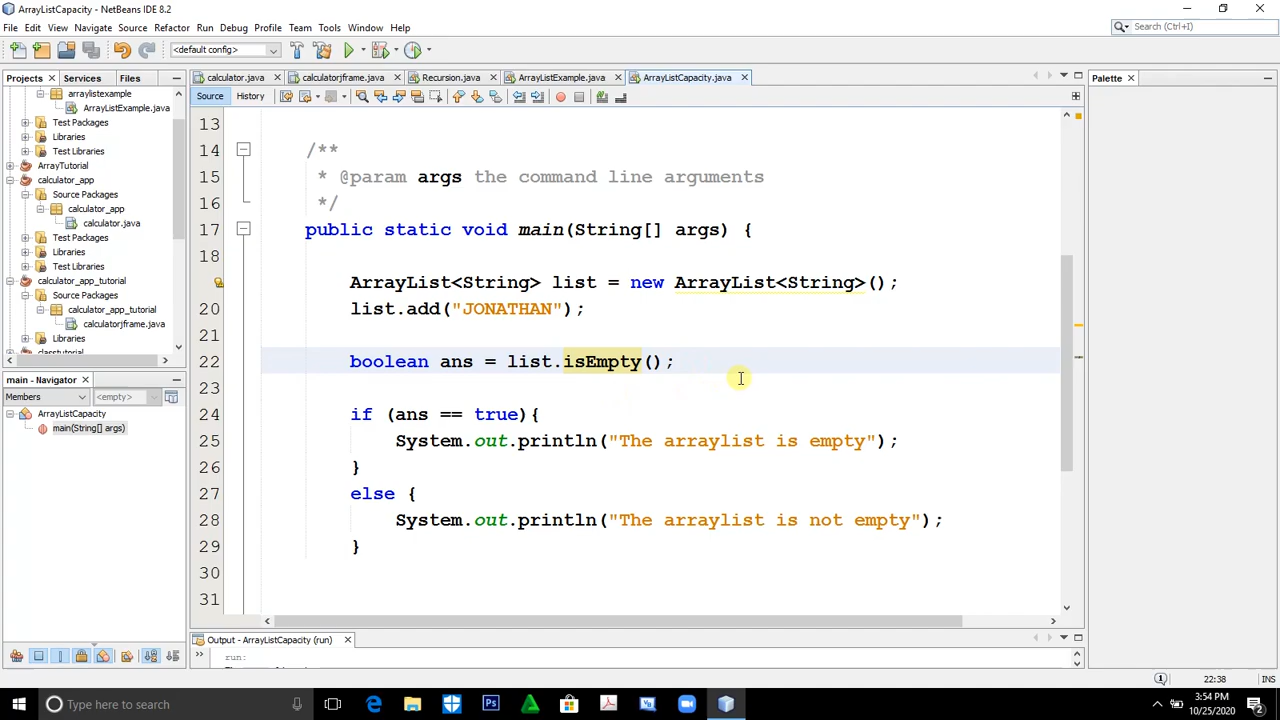 ArrayListCapacity - NetBeans IDE 8.2
File Edit View Navigate Source Refactor Run Debug Profile Team Tools Window Help
Search (Ctrl+I)
<default config>
Projects Services Files
calculator.java calculatorjframe.java Recursion.java ArrayListExample.java ArrayListCapacity.java
Palette
Source History
arraylistexample
ArrayListExample.java
Test Packages
Libraries
Test Libraries
ArrayTutorial
calculator_app
Source Packages
calculator_app
calculator.java
Test Packages
Libraries
Test Libraries
calculator_app_tutorial
Source Packages
calculator_app_tutorial
calculatorjframe.java
Libraries
classtutorial
main - Navigator
Members <empty>
ArrayListCapacity
main(String[] args)
13
14 /**
15 * @param args the command line arguments
16 */
17 public static void main(String[] args) {
18
ArrayList<String> list = new ArrayList<String>();
20 list.add("JONATHAN");
21
22 boolean ans = list.isEmpty();
23
24 if (ans == true){
25 System.out.println("The arraylist is empty");
26 }
27 else {
28 System.out.println("The arraylist is not empty");
29 }
30
31
Output - ArrayListCapacity (run)
run:
22:38 INS
Type here to search
3:54 PM
10/25/2020